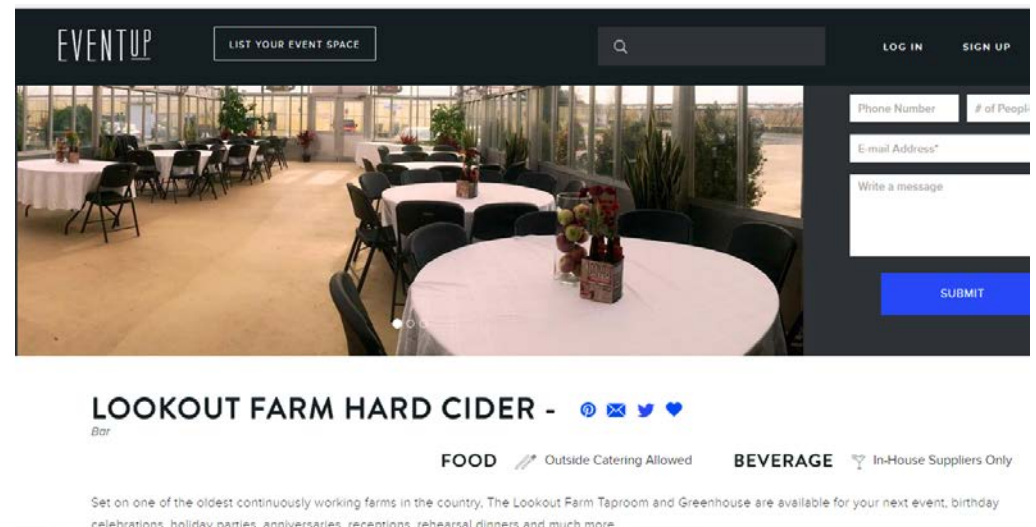 EVENTUP
LIST YOUR EVENT SPACE
LOG IN
SIGN UP
Phone Number
# of Peopl
E-mail Address*
Write a message
SUBMIT
LOOKOUT FARM HARD CIDER -
Bar
FOOD Outside Catering Allowed BEVERAGE In-House Suppliers Only
Set on one of the oldest continuously working farms in the country, The Lookout Farm Taproom and Greenhouse are available for your next event, birthday
celebrations, holiday parties, anniversaries, receptions, rehearsal dinners and much more.